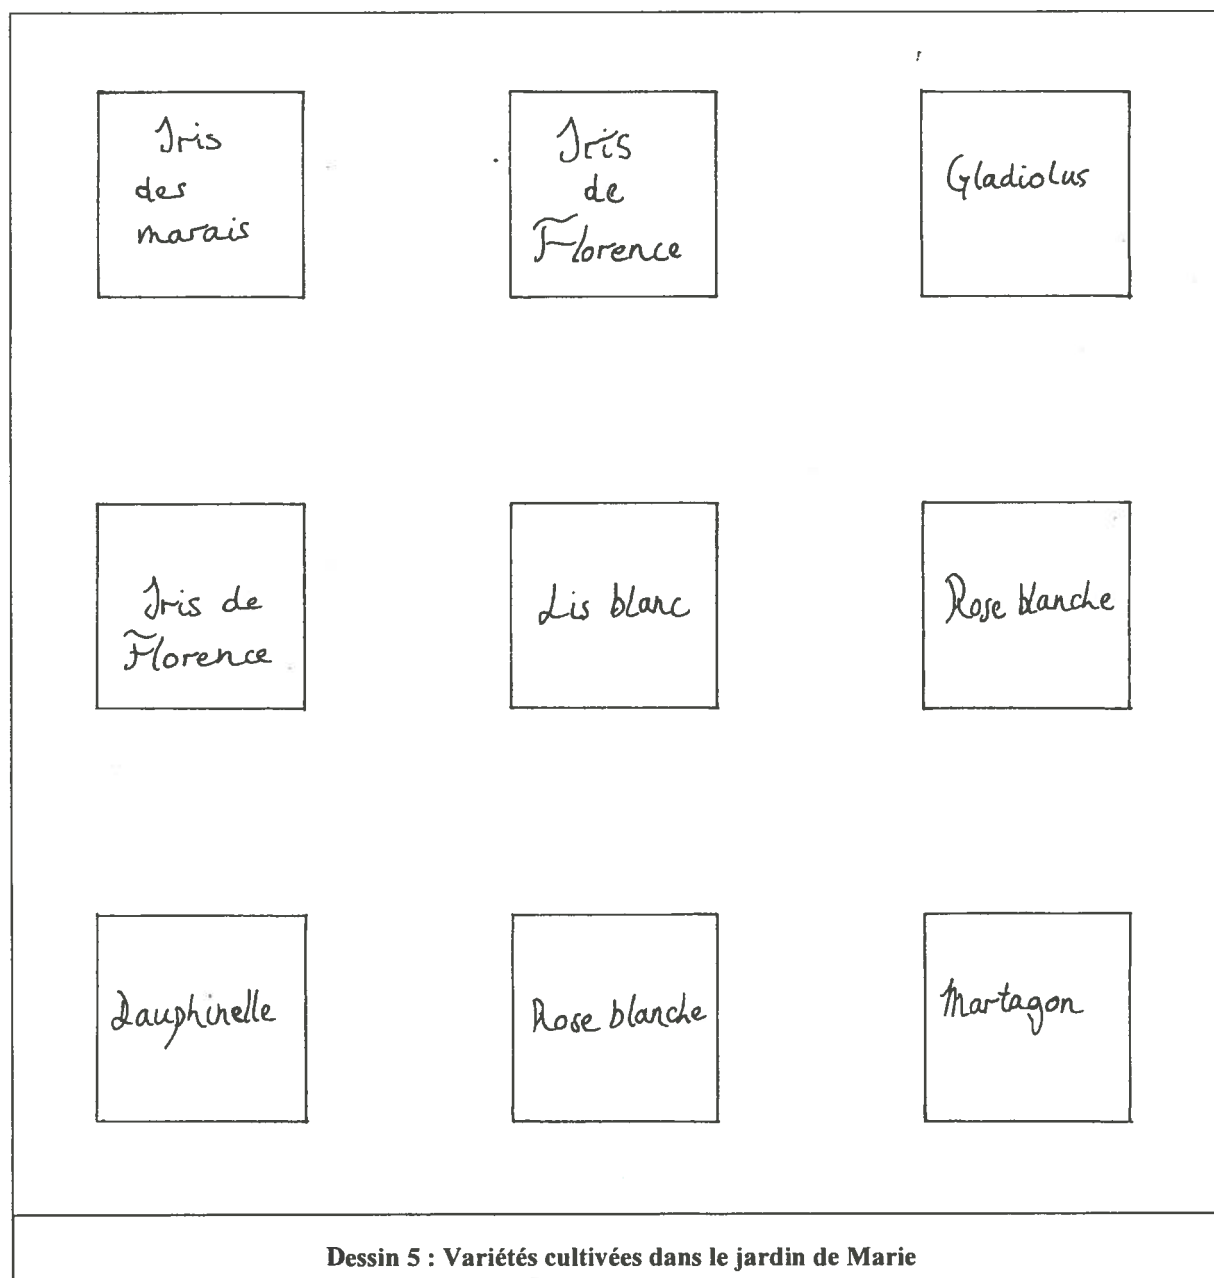 Iris
des
marais
Iris
de
Florence
Gladiolus
Iris de
Florence
Lis blanc
Rose blanche
Dauphinelle
Rose blanche
Martagon
Dessin 5 : Variétés cultivées dans le jardin de Marie